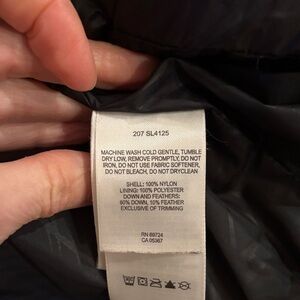 207 SL4125
MACHINE WASH COLD GENTLE, TUMBLE
DRY LOW, REMOVE PROMPTLY, DO NOT
IRON, DO NOT USE FABRIC SOFTENER,
DO NOT BLEACH, DO NOT DRYCLEAN
SHELL: 100% NYLON
LINING: 100% POLYESTER
DOWN AND FEATHERS:
90% DOWN, 10% FEATHER
EXCLUSIVE OF TRIMMING
RN 69724
CA 05367